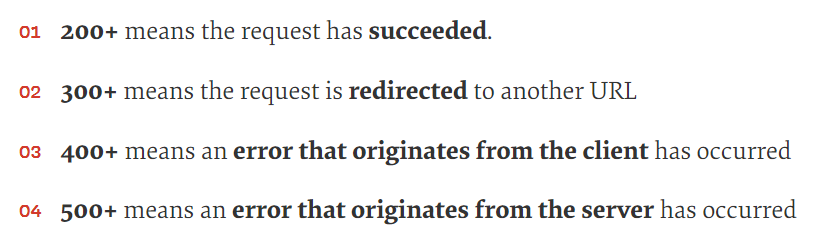 01 200+ means the request has succeeded.
02 300+ means the request is redirected to another URL
03 400+ means an error that originates from the client has occurred
04 500+ means an error that originates from the server has occurred